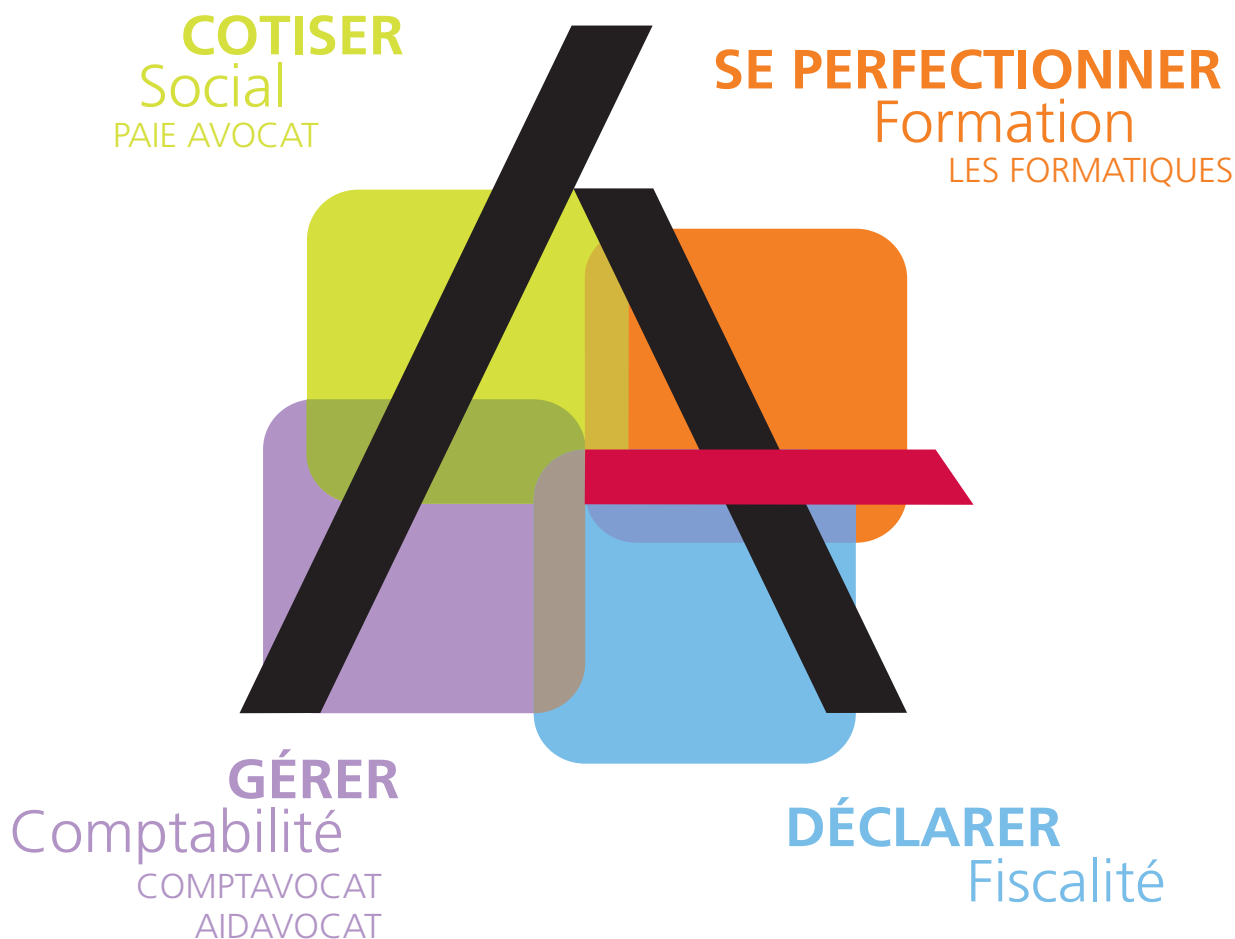 COTISER
Social
PAIE AVOCAT
SE PERFECTIONNER
Formation
LES FORMATIQUES
GÉRER
Comptabilité
COMPTAVOCAT
AIDAVOCAT
DÉCLARER
Fiscalité